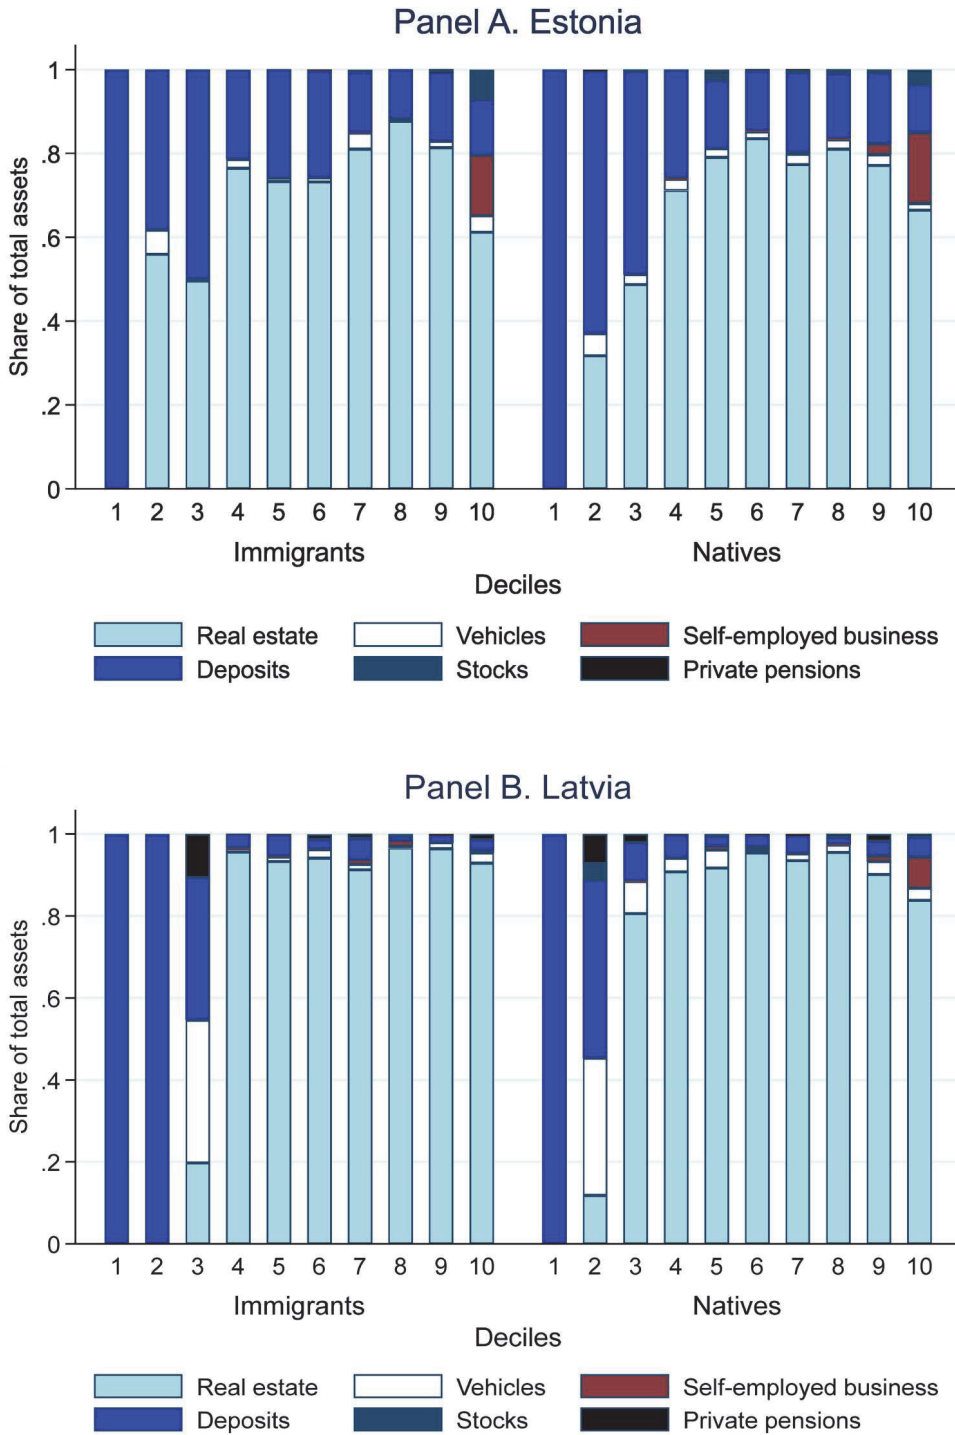 Panel A. Estonia
Share of total assets
1
.8
.6
.4
.2
0
1 2 3 4 5 6 7 8 9 10 1 2 3 4 5 6 7 8 9 10
Immigrants Natives
Deciles
Real estate Vehicles Self-employed business
Deposits Stocks Private pensions
Panel B. Latvia
Share of total assets
1
.8
.6
.4
.2
0
1 2 3 4 5 6 7 8 9 10 1 2 3 4 5 6 7 8 9 10
Immigrants Natives
Deciles
Real estate Vehicles Self-employed business
Deposits Stocks Private pensions